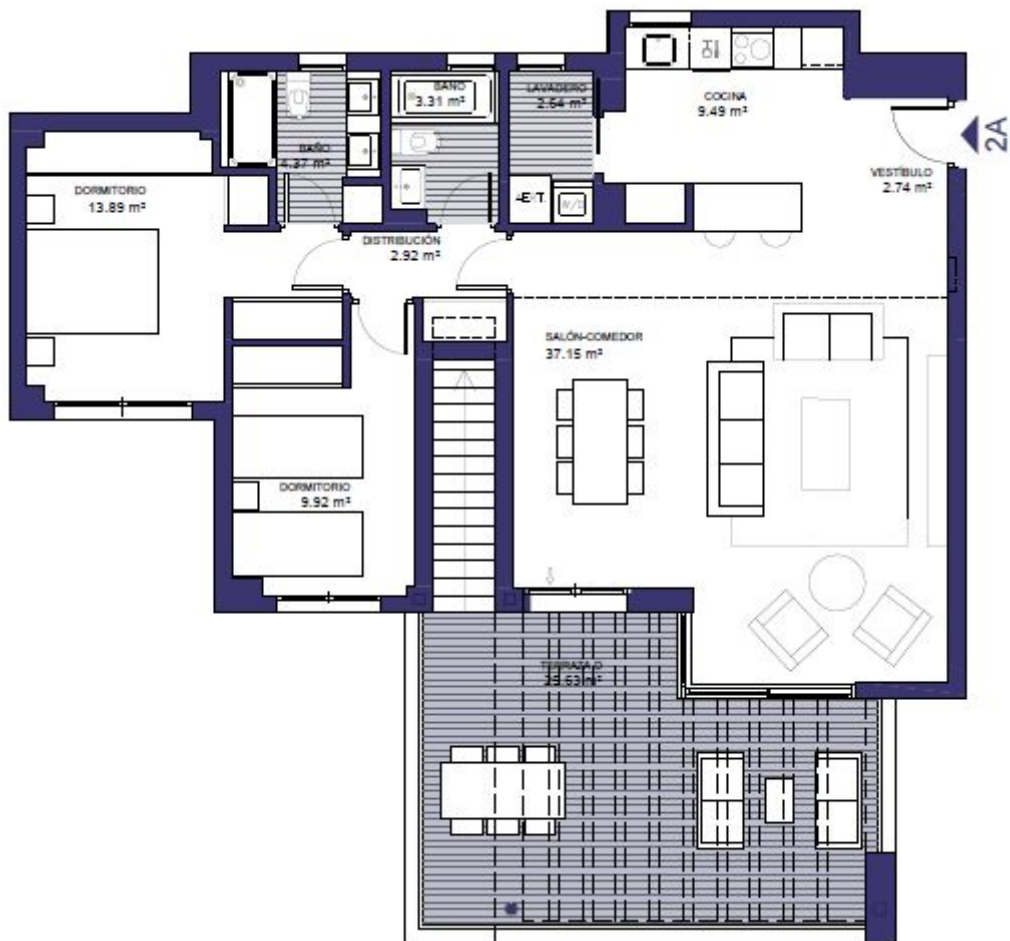 BAÑO
3.31 m²
LAVADERO
2.64 m²
COCINA
9.49 m²
2A
BAÑO
4.37 m²
VESTÍBULO
2.74 m²
DORMITORIO
13.89 m²
W/D
DISTRIBUCIÓN
2.92 m²
SALÓN-COMEDOR
37.15 m²
DORMITORIO
9.92 m²
TERRAZA D